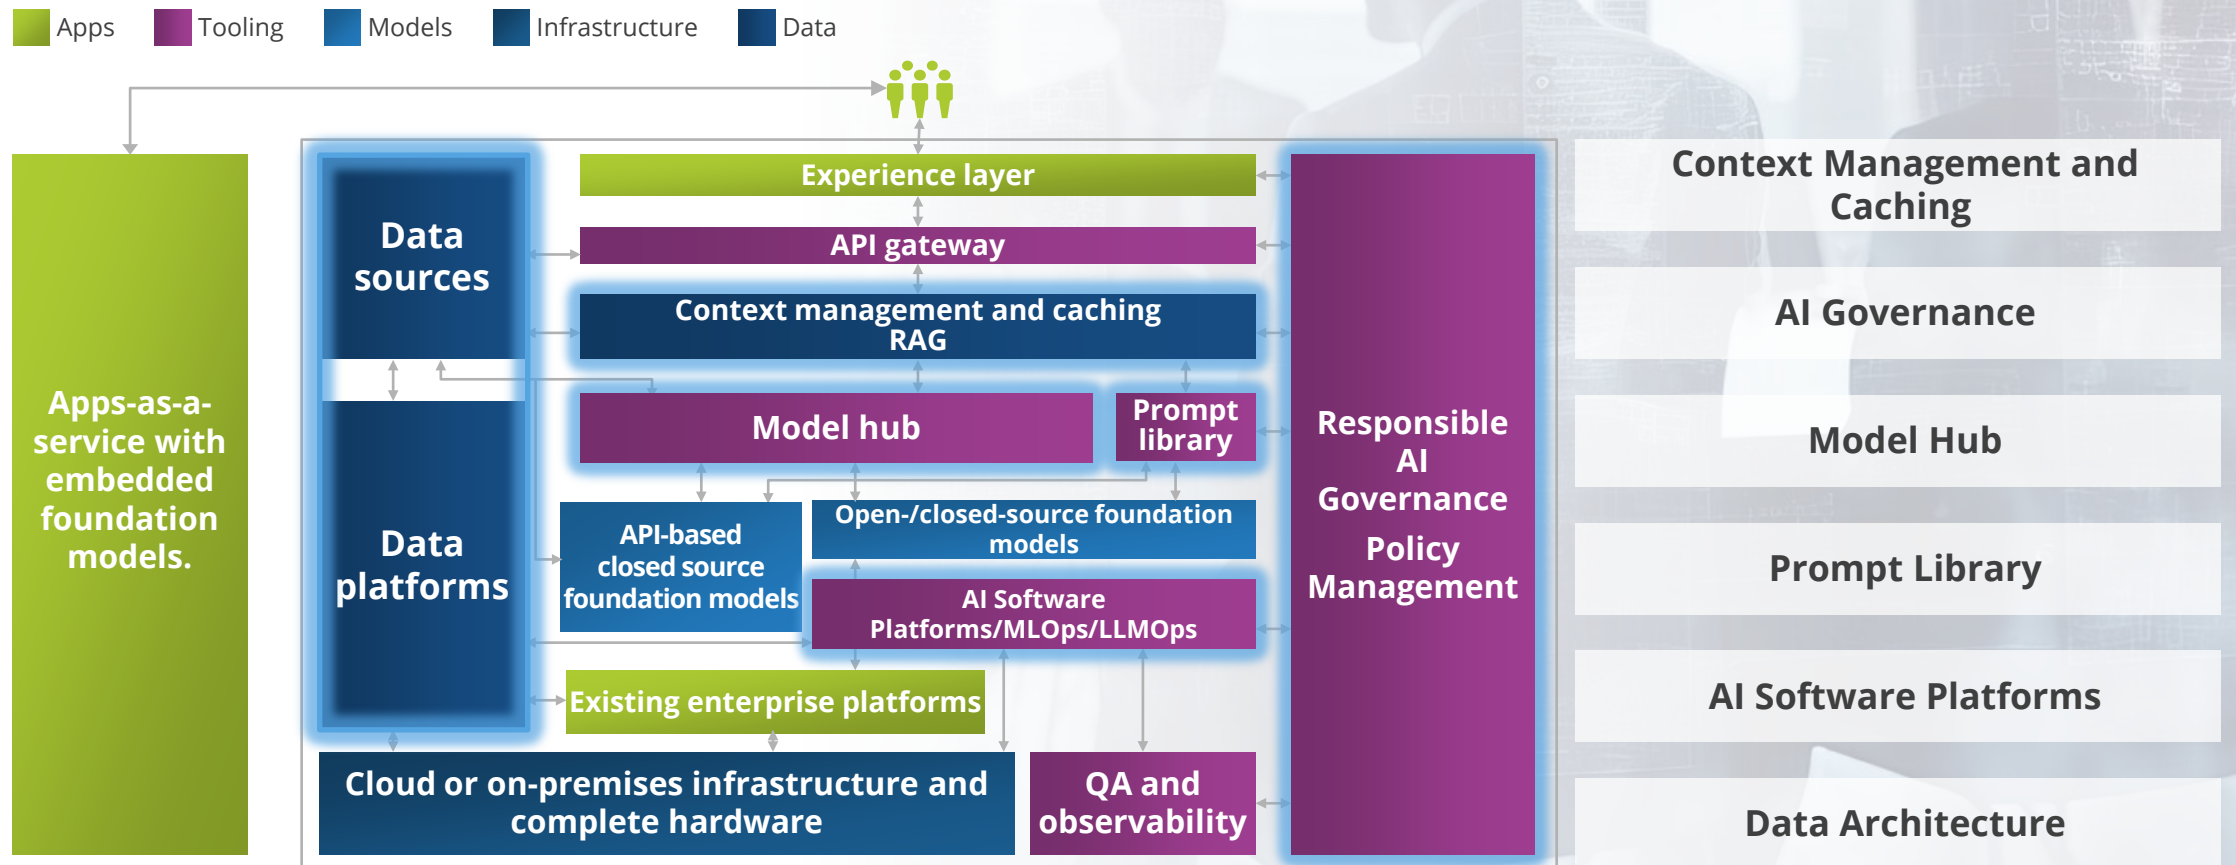 Apps
Tooling
Models
Infrastructure
Data
Apps-as-a-
service with
embedded
foundation
models.
Data
sources
Data
platforms
Experience layer
API gateway
Context management and caching
RAG
Model hub
Prompt
library
API-based
closed source
foundation models
Open-/closed-source foundation
models
AI Software
Platforms/MLOps/LLMOps
Existing enterprise platforms
Cloud or on-premises infrastructure and
complete hardware
QA and
observability
Responsible
AI
Governance
Policy
Management
Context Management and
Caching
AI Governance
Model Hub
Prompt Library
AI Software Platforms
Data Architecture